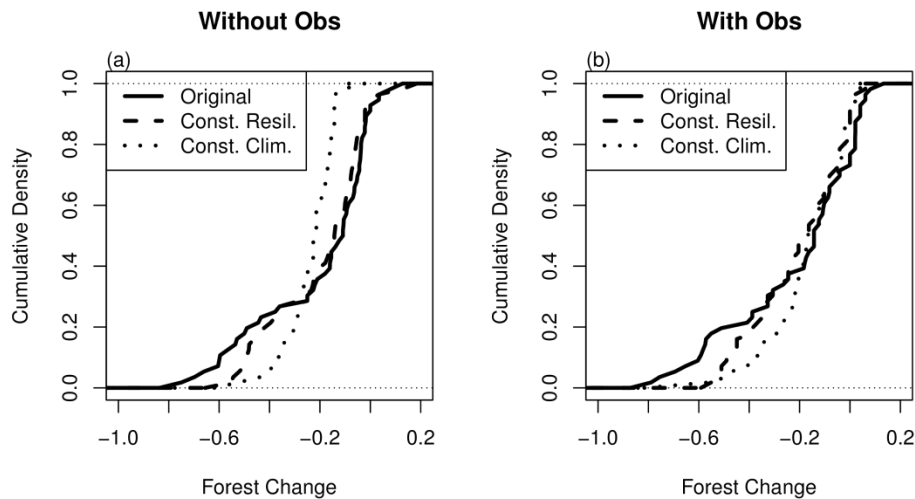 Without Obs
(a)
Original
Const. Resil.
Const. Clim.
Cumulative Density
0.0 0.2 0.4 0.6 0.8 1.0
−1.0 −0.6 −0.2 0.2
Forest Change
With Obs
(b)
Original
Const. Resil.
Const. Clim.
Cumulative Density
0.0 0.2 0.4 0.6 0.8 1.0
−1.0 −0.6 −0.2 0.2
Forest Change